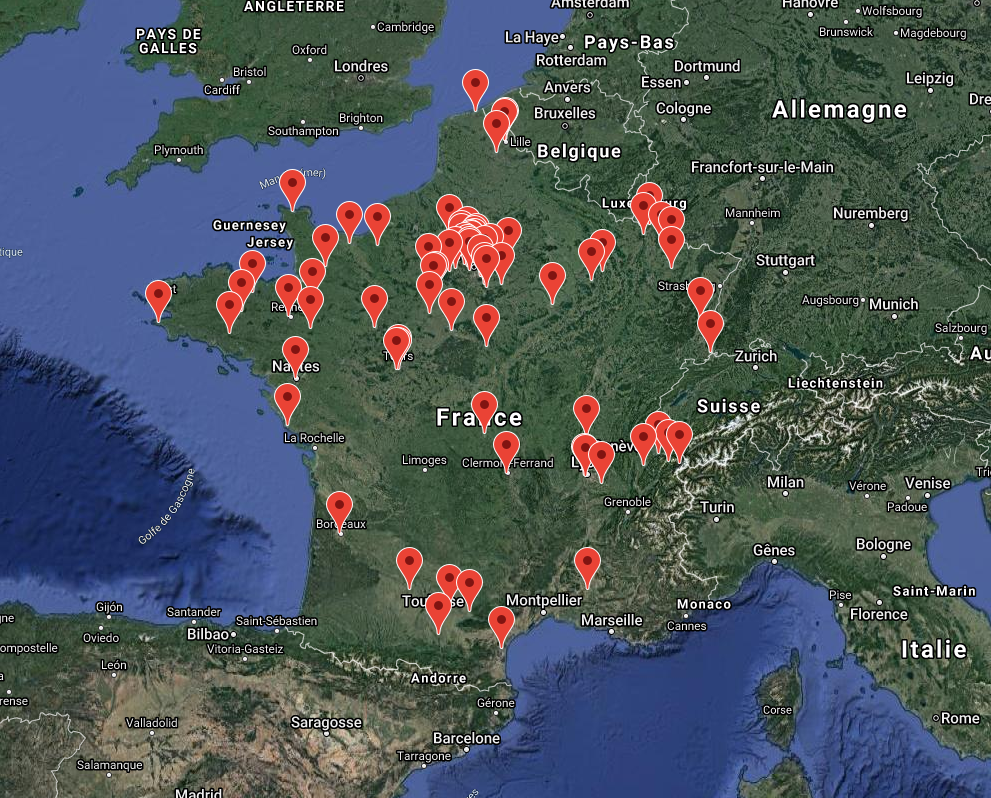 ANGLETERRE
Amsterdam
Hanovre
Wolfsbourg
Cambridge
PAYS DE
GALLES
Brunswick
Magdebourg
La Haye
Pays-Bas
Oxford
Rotterdam
Londres
Dortmund
Bristol
Essen
Leipzig
Cardiff
Anvers
Cologne
Allemagne
Bruxelles
Brighton
Southampton
Lille
Plymouth
Belgique
Francfort-sur-le-Main
Guernesey
Mannheim
Nuremberg
Jersey
tique
Stuttgart
Augsbourg
Munich
Salzbourg
Zurich
Nantes
Liechtenstein
Suisse
France
La Rochelle
Limoges
Clermont-Ferrand
Milan
Vérone
Venise
Grenoble
Turin
Padoue
Golfe de Gascogne
Bordeaux
Gênes
Bologne
Saint-Marin
Pise
Montpellier
Monaco
Florence
Gijón
Santander
Marseille
Cannes
Saint-Sébastien
Oviedo
Bilbao
ompostelle
Vitoria-Gasteiz
Italie
León
Andorre
Gérone
Corse
Valladolid
Saragosse
Rome
Barcelone
Tarragone
Salamanque
Madrid